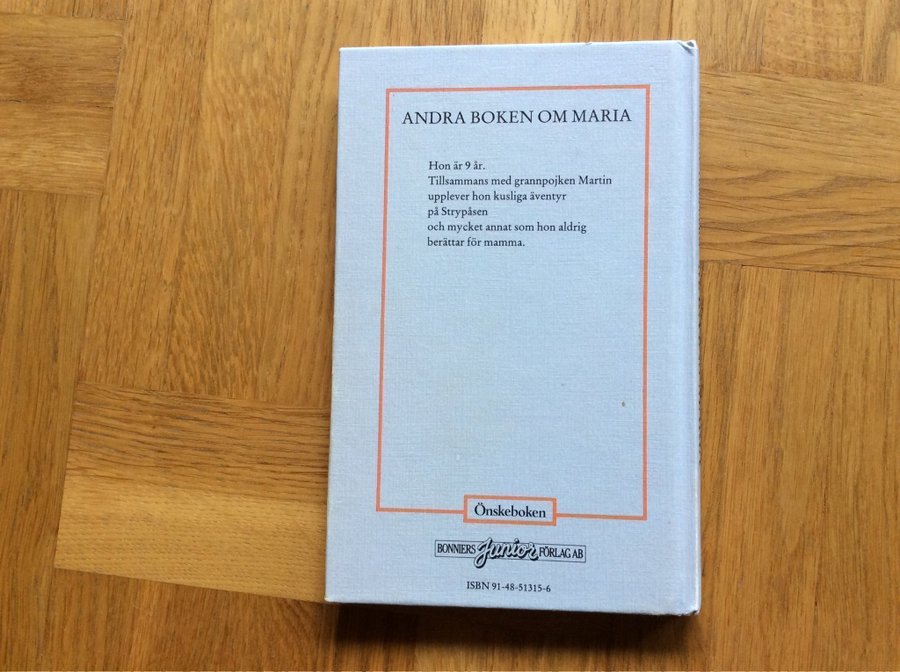 ANDRA BOKEN OM MARIA
Hon är 9 år.
Tillsammans med grannpojken Martin
upplever hon kusliga äventyr
på Strypåsen
och mycket annat som hon aldrig
berättar för mamma.
Önskeboken
BONNIERS Junior FÖRLAG AB
ISBN 91-48-51315-6